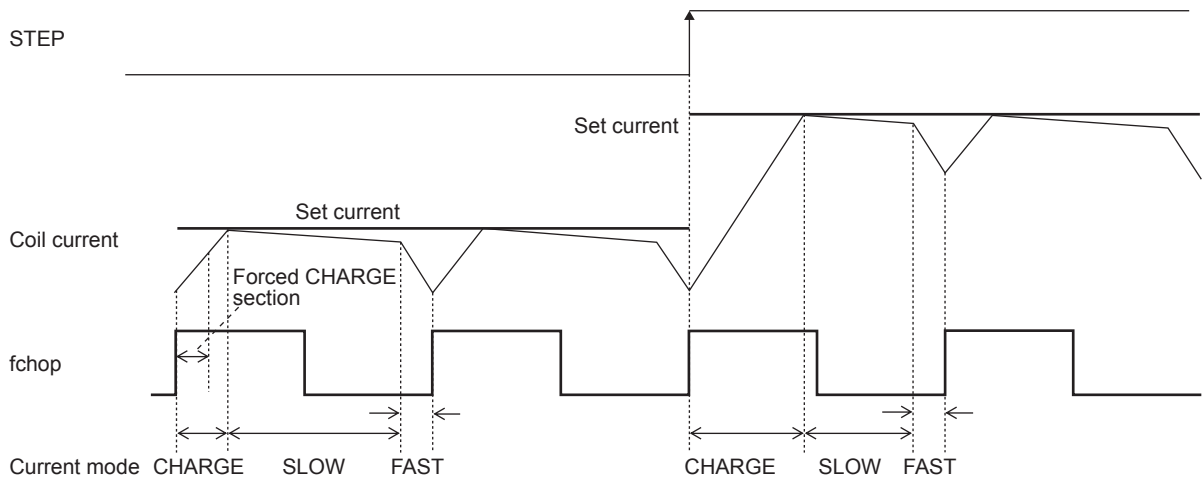 STEP
Set current
Set current
Coil current
Forced CHARGE
section
fchop
Current mode CHARGE SLOW FAST CHARGE SLOW FAST